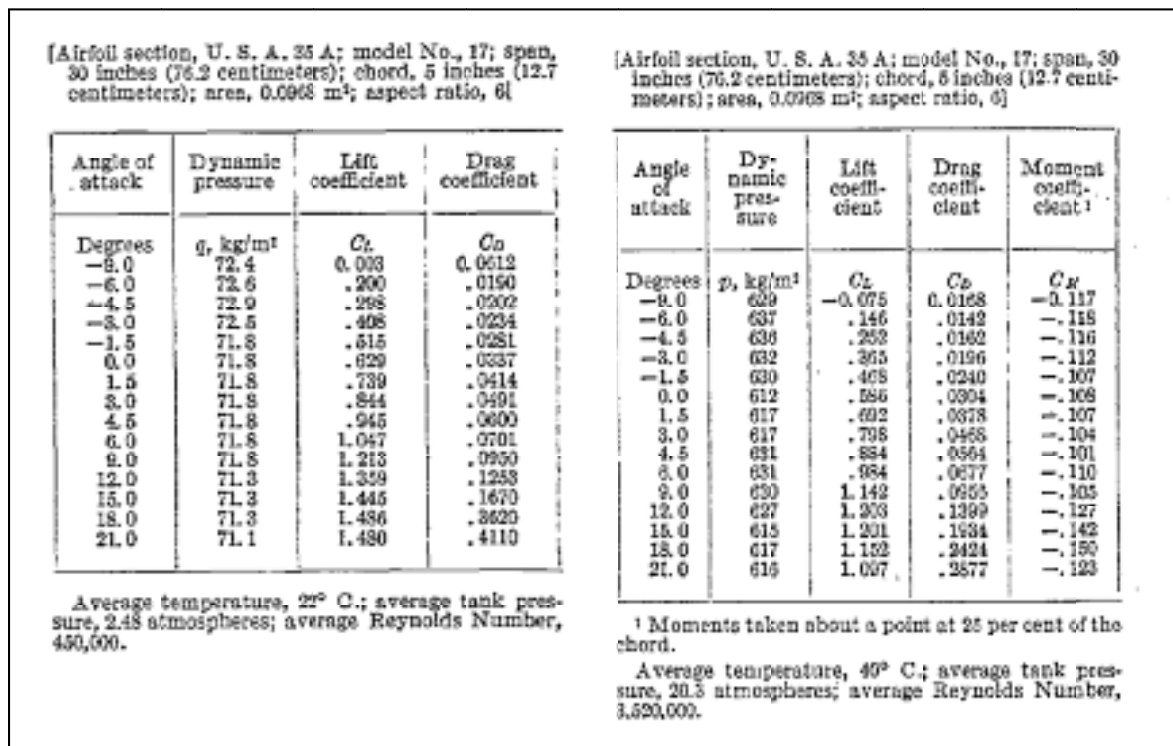 [Airfoil section, U. S. A. 35 A; model No., 17; span,
30 inches (76.2 centimeters); chord, 5 inches (12.7
centimeters); area, 0.0968 m²; aspect ratio, 6]
Angle of attack Dynamic pressure Lift coefficient Drag coefficient
Degrees q, kg/m² C_L C_D
−9.0 72.4 0.003 0.0612
−6.0 72.6 .200 .0190
−4.5 72.9 .298 .0202
−3.0 72.5 .408 .0234
−1.5 71.8 .515 .0281
0.0 71.8 .629 .0337
1.5 71.8 .739 .0414
3.0 71.8 .844 .0491
4.5 71.8 .945 .0600
6.0 71.8 1.047 .0701
9.0 71.8 1.213 .0950
12.0 71.3 1.359 .1253
15.0 71.3 1.445 .1670
18.0 71.3 1.486 .3620
21.0 71.1 1.480 .4110
Average temperature, 27° C.; average tank pres-
sure, 2.48 atmospheres; average Reynolds Number,
450,000.
[Airfoil section, U. S. A. 35 A; model No., 17; span, 30
inches (76.2 centimeters); chord, 5 inches (12.7 centi-
meters); area, 0.0968 m²; aspect ratio, 6]
Angle of attack Dy-namic pres-sure Lift coeffi-cient Drag coeffi-cient Moment coeffi-cient ¹
Degrees p, kg/m² C_L C_D C_M
−9.0 629 −0.075 0.0168 −0.117
−6.0 637 .146 .0142 −.118
−4.5 636 .252 .0162 −.116
−3.0 632 .365 .0196 −.112
−1.5 630 .468 .0240 −.107
0.0 612 .586 .0304 −.108
1.5 617 .692 .0378 −.107
3.0 617 .798 .0468 −.104
4.5 631 .884 .0564 −.101
6.0 631 .984 .0677 −.110
9.0 630 1.142 .0955 −.105
12.0 627 1.203 .1399 −.127
15.0 615 1.201 .1934 −.142
18.0 617 1.152 .2424 −.150
21.0 616 1.097 .2877 −.123
¹ Moments taken about a point at 25 per cent of the
chord.
Average temperature, 40° C.; average tank pres-
sure, 20.3 atmospheres; average Reynolds Number,
3,520,000.